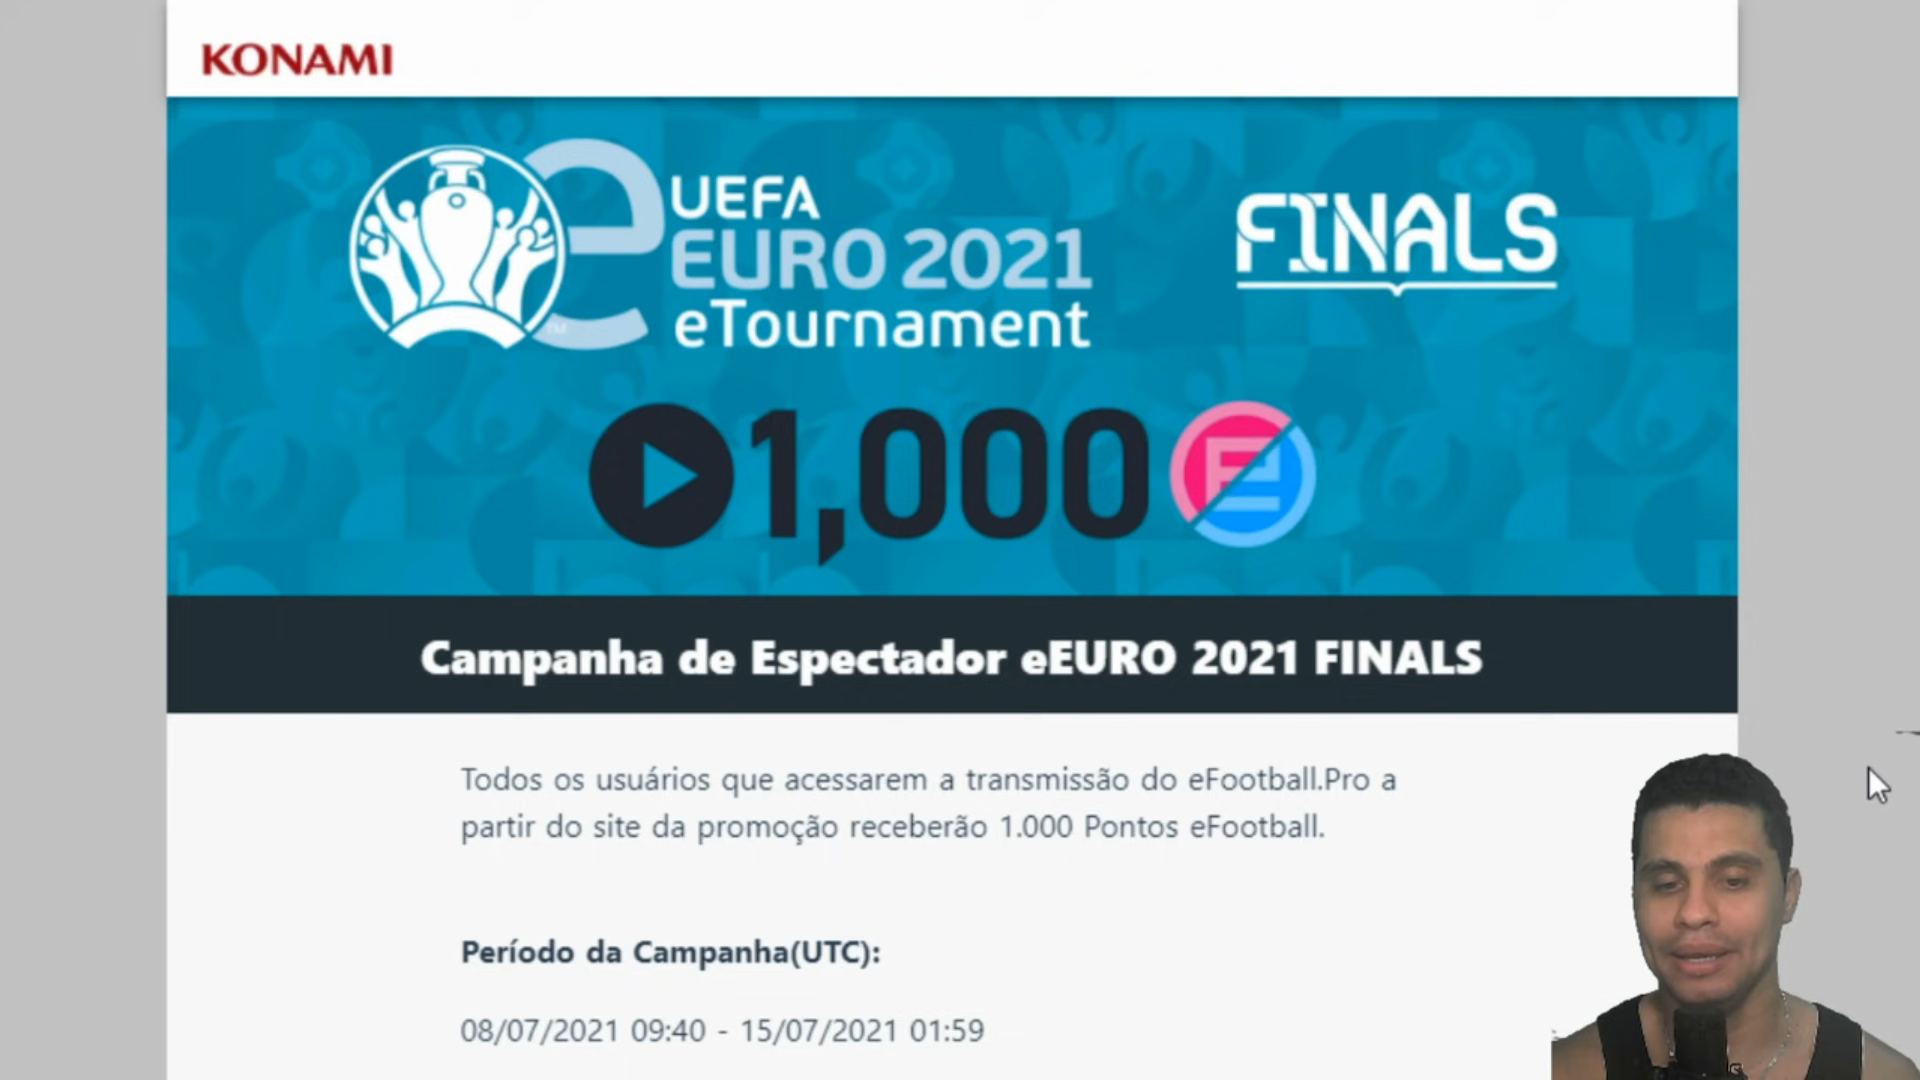 KONAMI
UEFA
EURO 2021
eTournament
TM
FINALS
1,000
Campanha de Espectador eEURO 2021 FINALS
Todos os usuários que acessarem a transmissão do eFootball.Pro a
partir do site da promoção receberão 1.000 Pontos eFootball.
Período da Campanha(UTC):
08/07/2021 09:40 - 15/07/2021 01:59